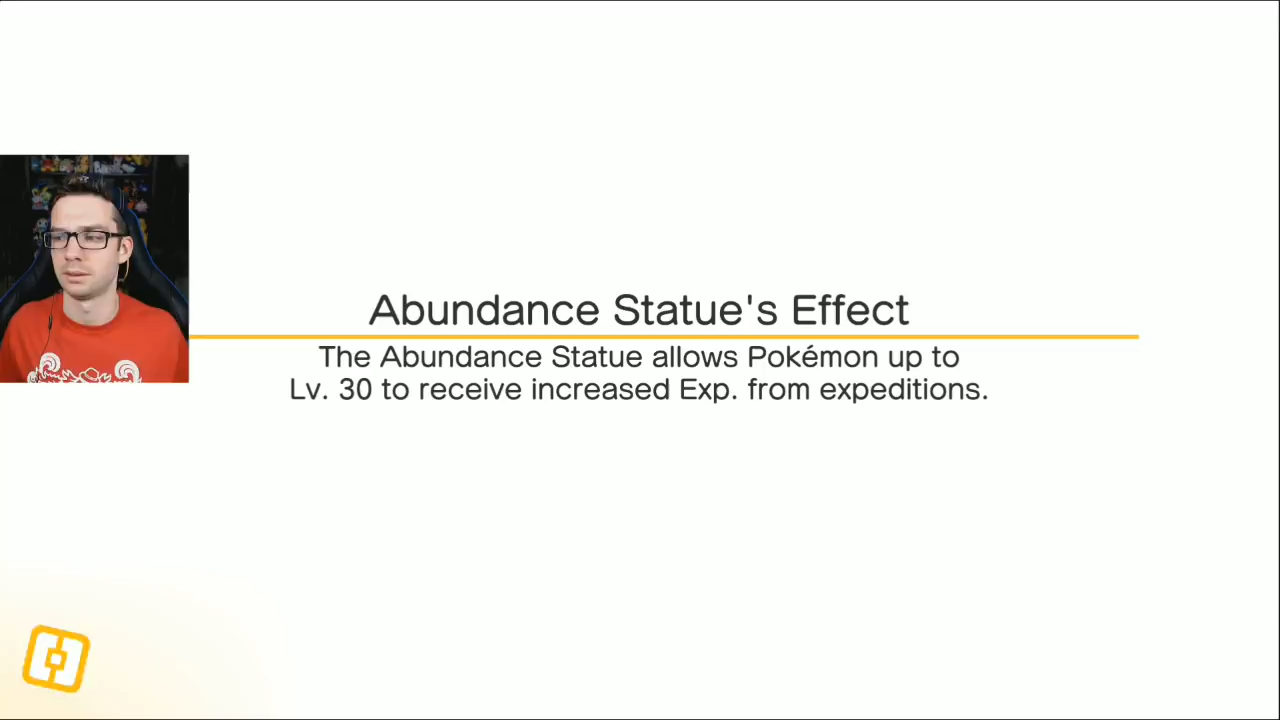 Abundance Statue's Effect
The Abundance Statue allows Pokémon up to
Lv. 30 to receive increased Exp. from expeditions.